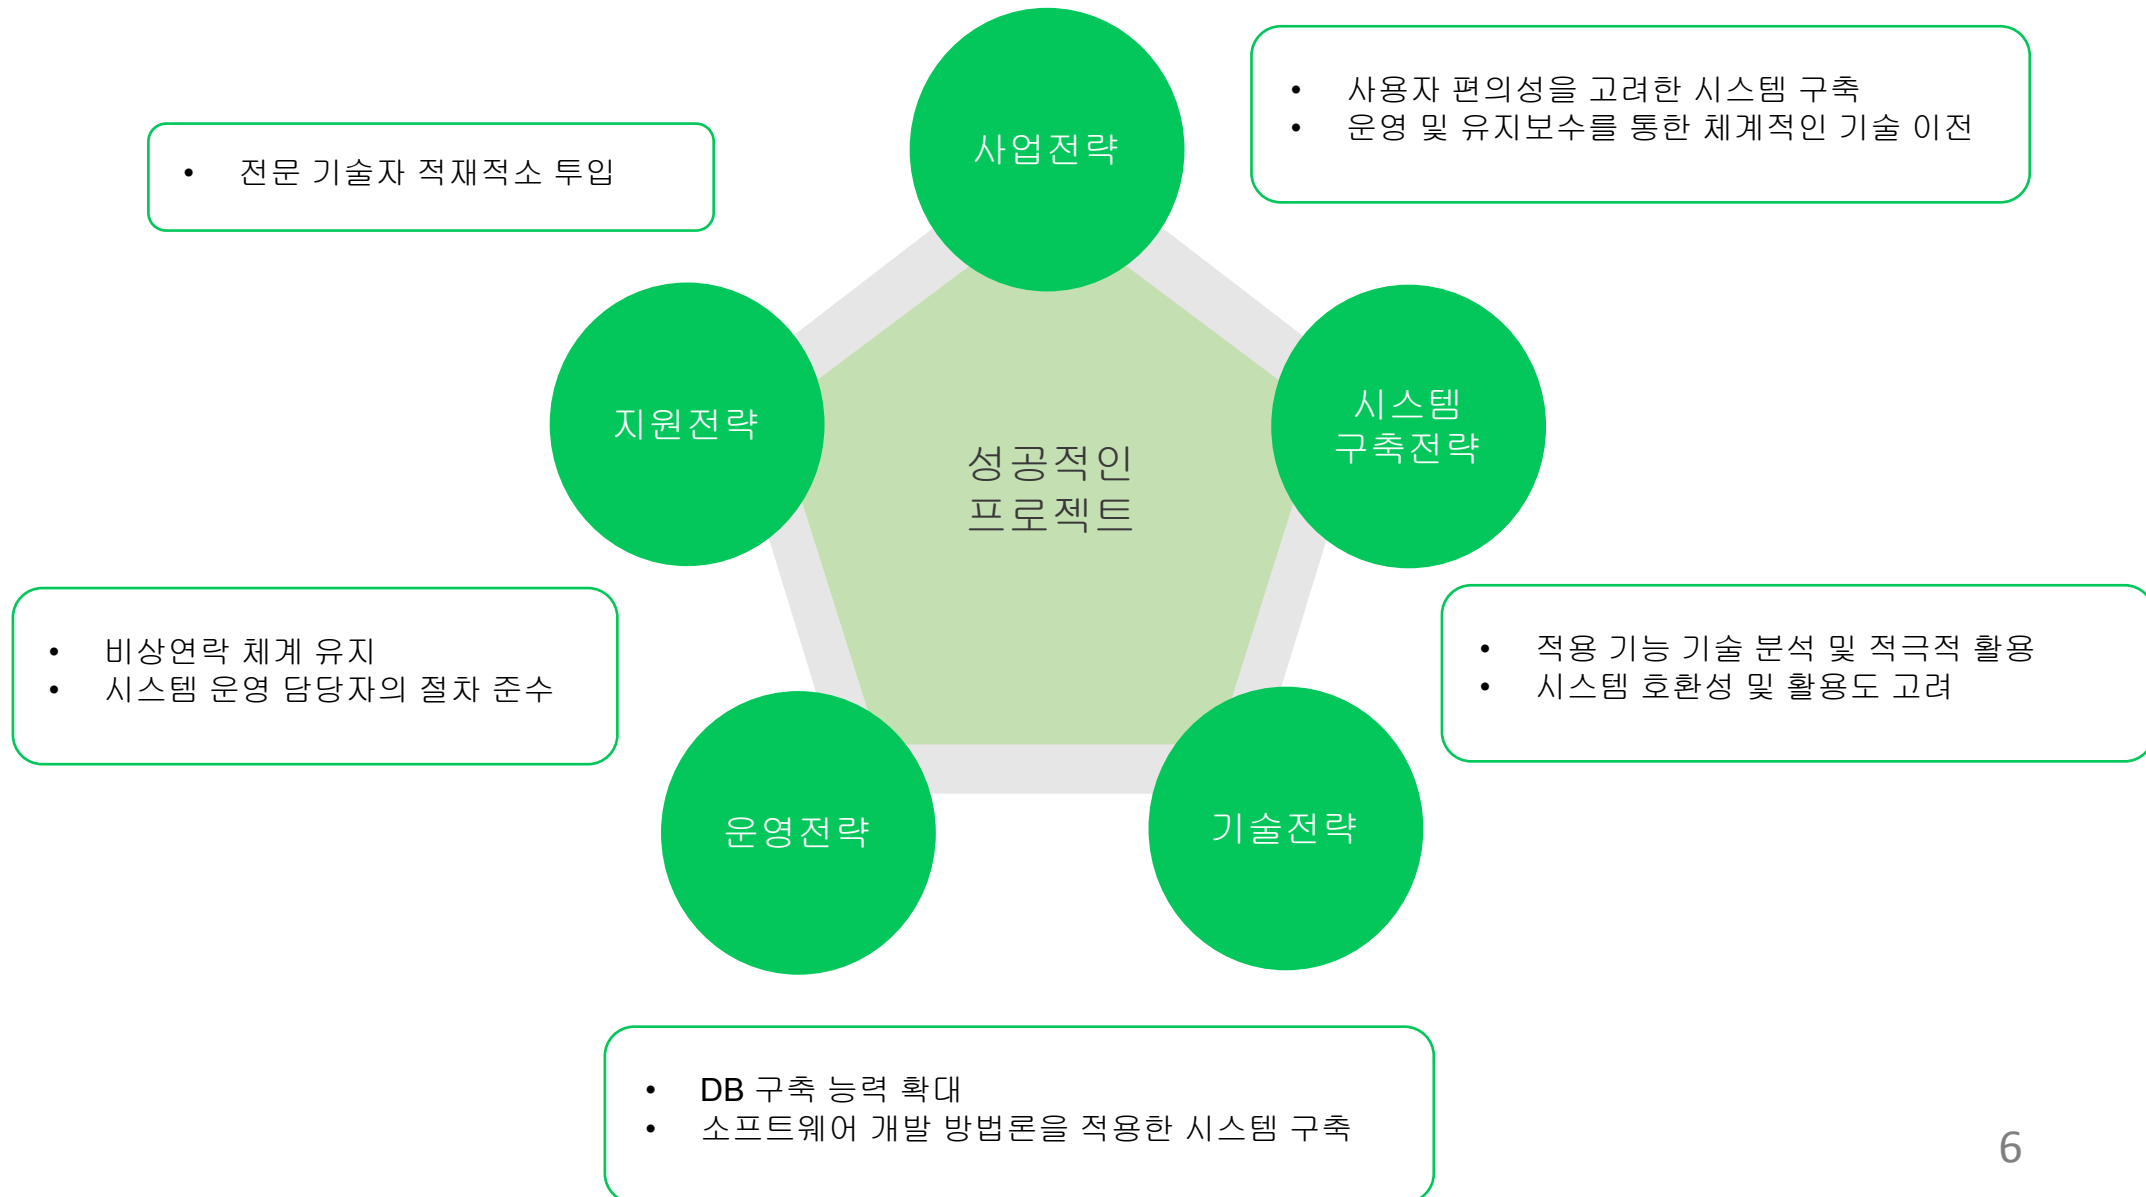 사업전략
• 사용자 편의성을 고려한 시스템 구축
• 운영 및 유지보수를 통한 체계적인 기술 이전
• 전문 기술자 적재적소 투입
지원전략
시스템
구축전략
성공적인
프로젝트
• 비상연락 체계 유지
• 시스템 운영 담당자의 절차 준수
• 적용 기능 기술 분석 및 적극적 활용
• 시스템 호환성 및 활용도 고려
운영전략
기술전략
• DB 구축 능력 확대
• 소프트웨어 개발 방법론을 적용한 시스템 구축
6